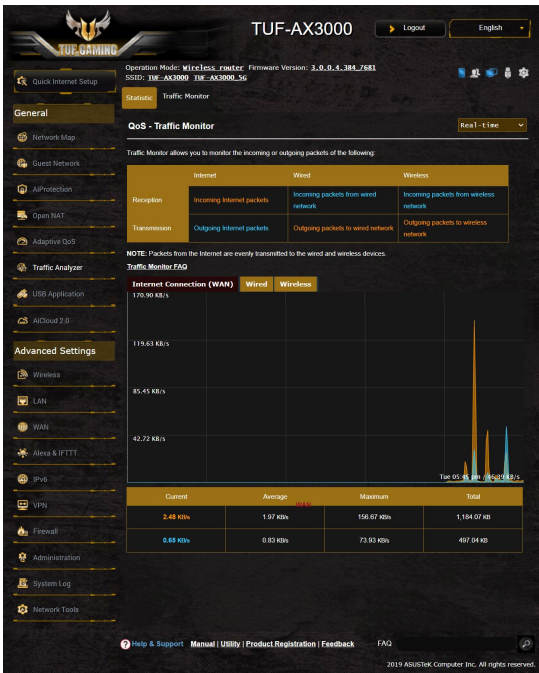 TUF GAMING
TUF-AX3000
Logout
English
Quick Internet Setup
General
Network Map
Guest Network
AiProtection
Open NAT
Adaptive QoS
Traffic Analyzer
USB Application
AiCloud 2.0
Advanced Settings
Wireless
LAN
WAN
Alexa & IFTTT
IPv6
VPN
Firewall
Administration
System Log
Network Tools
Operation Mode: Wireless router Firmware Version: 3.0.0.4.384_7681
SSID: TUF-AX3000 TUF-AX3000_5G
Statistic Traffic Monitor
QoS - Traffic Monitor
Real-time
Traffic Monitor allows you to monitor the incoming or outgoing packets of the following:
Internet Wired Wireless
Reception Incoming Internet packets Incoming packets from wired network Incoming packets from wireless network
Transmission Outgoing Internet packets Outgoing packets to wired network Outgoing packets to wireless network
NOTE: Packets from the Internet are evenly transmitted to the wired and wireless devices.
Traffic Monitor FAQ
Internet Connection (WAN) Wired Wireless
170.90 KB/s
119.63 KB/s
85.45 KB/s
42.72 KB/s
Tue 05:45 pm / 46.39 KB/s
Current Average Maximum Total
WAN
2.48 KB/s 1.97 KB/s 156.67 KB/s 1,184.07 KB
0.65 KB/s 0.83 KB/s 73.93 KB/s 497.04 KB
Help & Support Manual | Utility | Product Registration | Feedback FAQ
2019 ASUSTeK Computer Inc. All rights reserved.